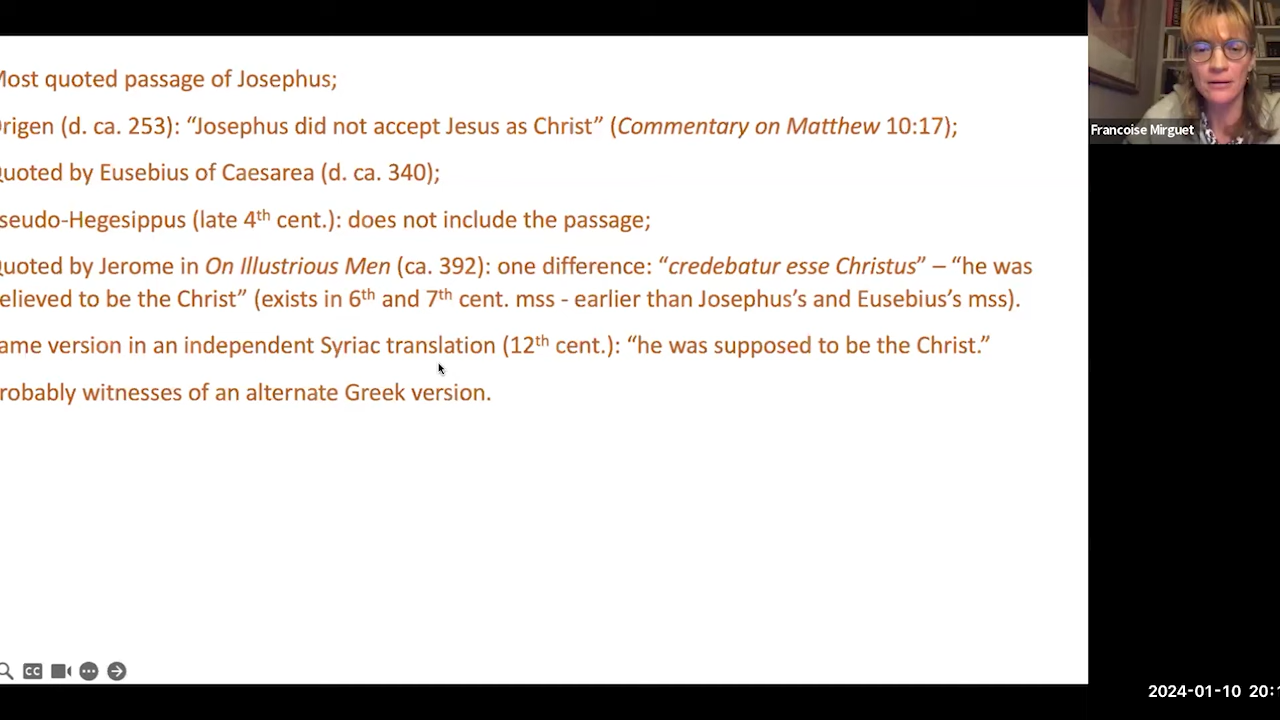 Most quoted passage of Josephus;
Origen (d. ca. 253): “Josephus did not accept Jesus as Christ” (Commentary on Matthew 10:17);
Quoted by Eusebius of Caesarea (d. ca. 340);
seudo-Hegesippus (late 4th cent.): does not include the passage;
Quoted by Jerome in On Illustrious Men (ca. 392): one difference: “credebatur esse Christus” – “he was
elieved to be the Christ” (exists in 6th and 7th cent. mss - earlier than Josephus’s and Eusebius’s mss).
ame version in an independent Syriac translation (12th cent.): “he was supposed to be the Christ.”
robably witnesses of an alternate Greek version.
Francoise Mirguet
CC
2024-01-10 20:1